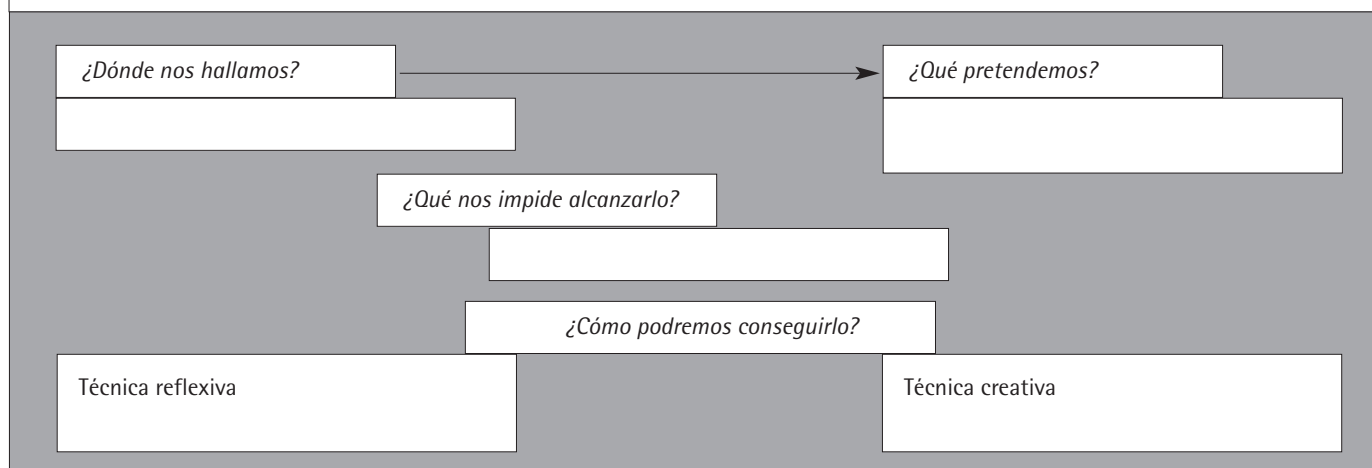 ¿Dónde nos hallamos?
¿Qué pretendemos?
¿Qué nos impide alcanzarlo?
¿Cómo podremos conseguirlo?
Técnica reflexiva
Técnica creativa